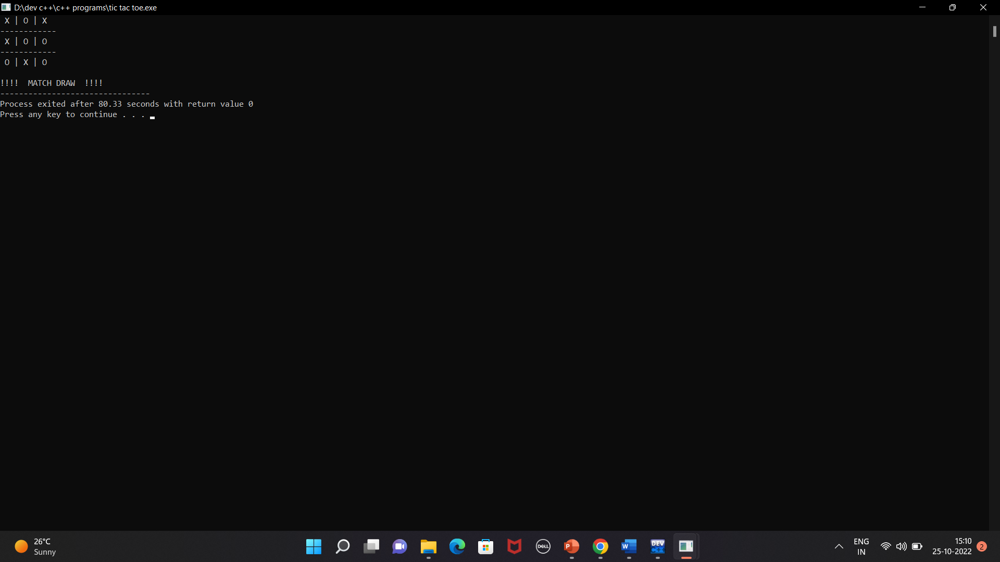 D:\dev c++\c++ programs\tic tac toe.exe
X | O | X
------------
X | O | O
------------
O | X | O
!!!!  MATCH DRAW  !!!!
--------------------------------
Process exited after 80.33 seconds with return value 0
Press any key to continue . . .
26°C
Sunny
DELL
P
W
DEV
C++
ENG
IN
15:10
25-10-2022
2